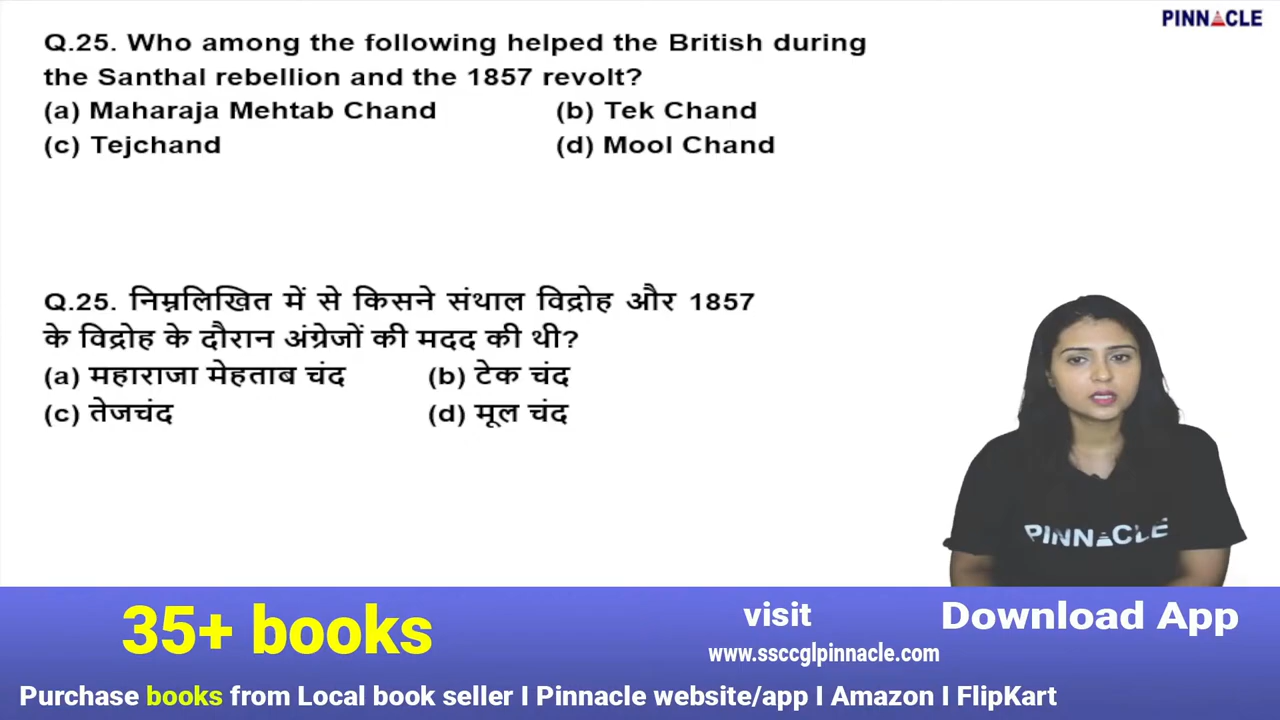 PINNACLE
Q.25. Who among the following helped the British during
the Santhal rebellion and the 1857 revolt?
(a) Maharaja Mehtab Chand (b) Tek Chand
(c) Tejchand (d) Mool Chand
Q.25. निम्नलिखित में से किसने संथाल विद्रोह और 1857
के विद्रोह के दौरान अंग्रेजों की मदद की थी?
(a) महाराजा मेहताब चंद (b) टेक चंद
(c) तेजचंद (d) मूल चंद
PINNACLE
35+ books
visit
www.ssccglpinnacle.com
Download App
Purchase books from Local book seller I Pinnacle website/app I Amazon I FlipKart